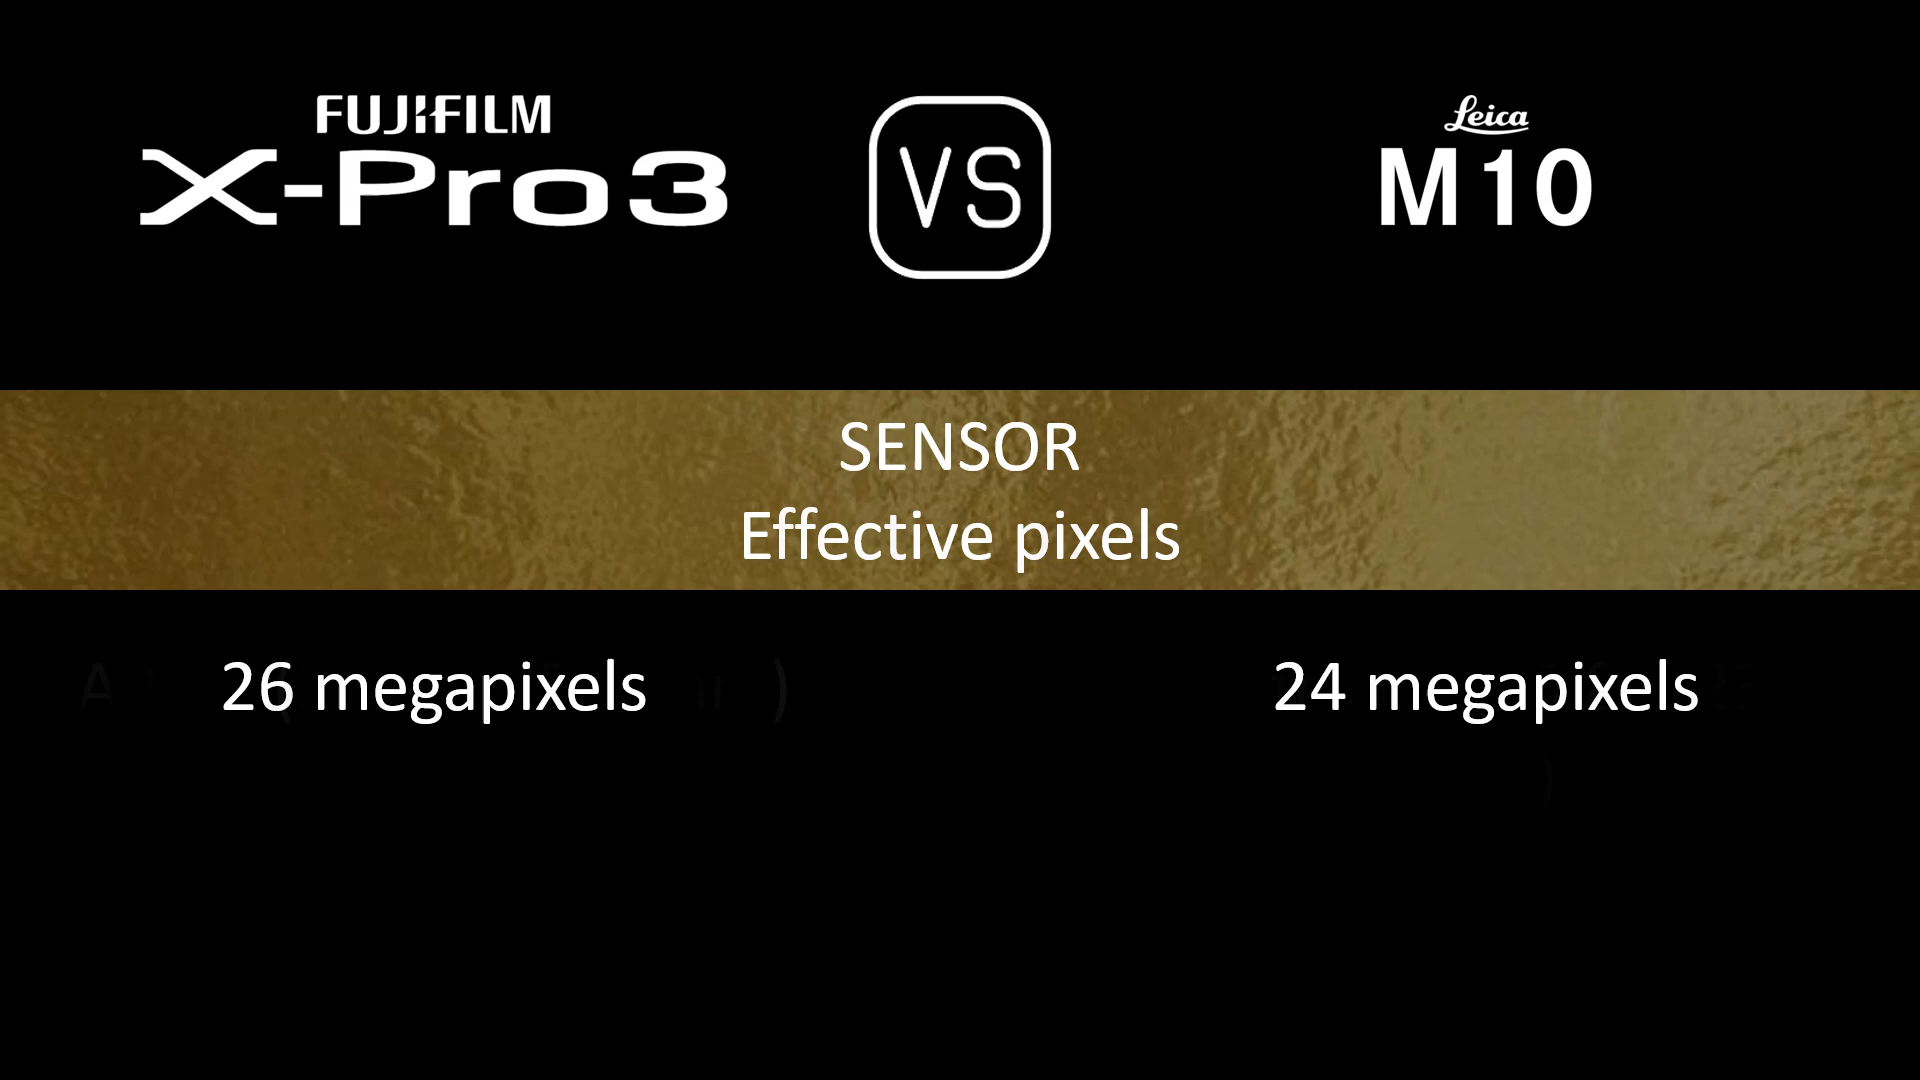 FUJIFILM
X-Pro3
VS
Leica
M10
SENSOR
Effective pixels
26 megapixels
24 megapixels